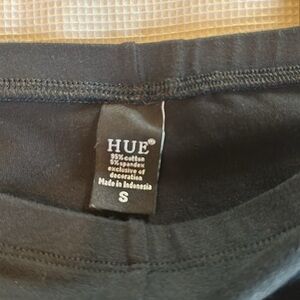 HUE®
95% cotton
5% spandex
exclusive of
decoration
Made in Indonesia
S